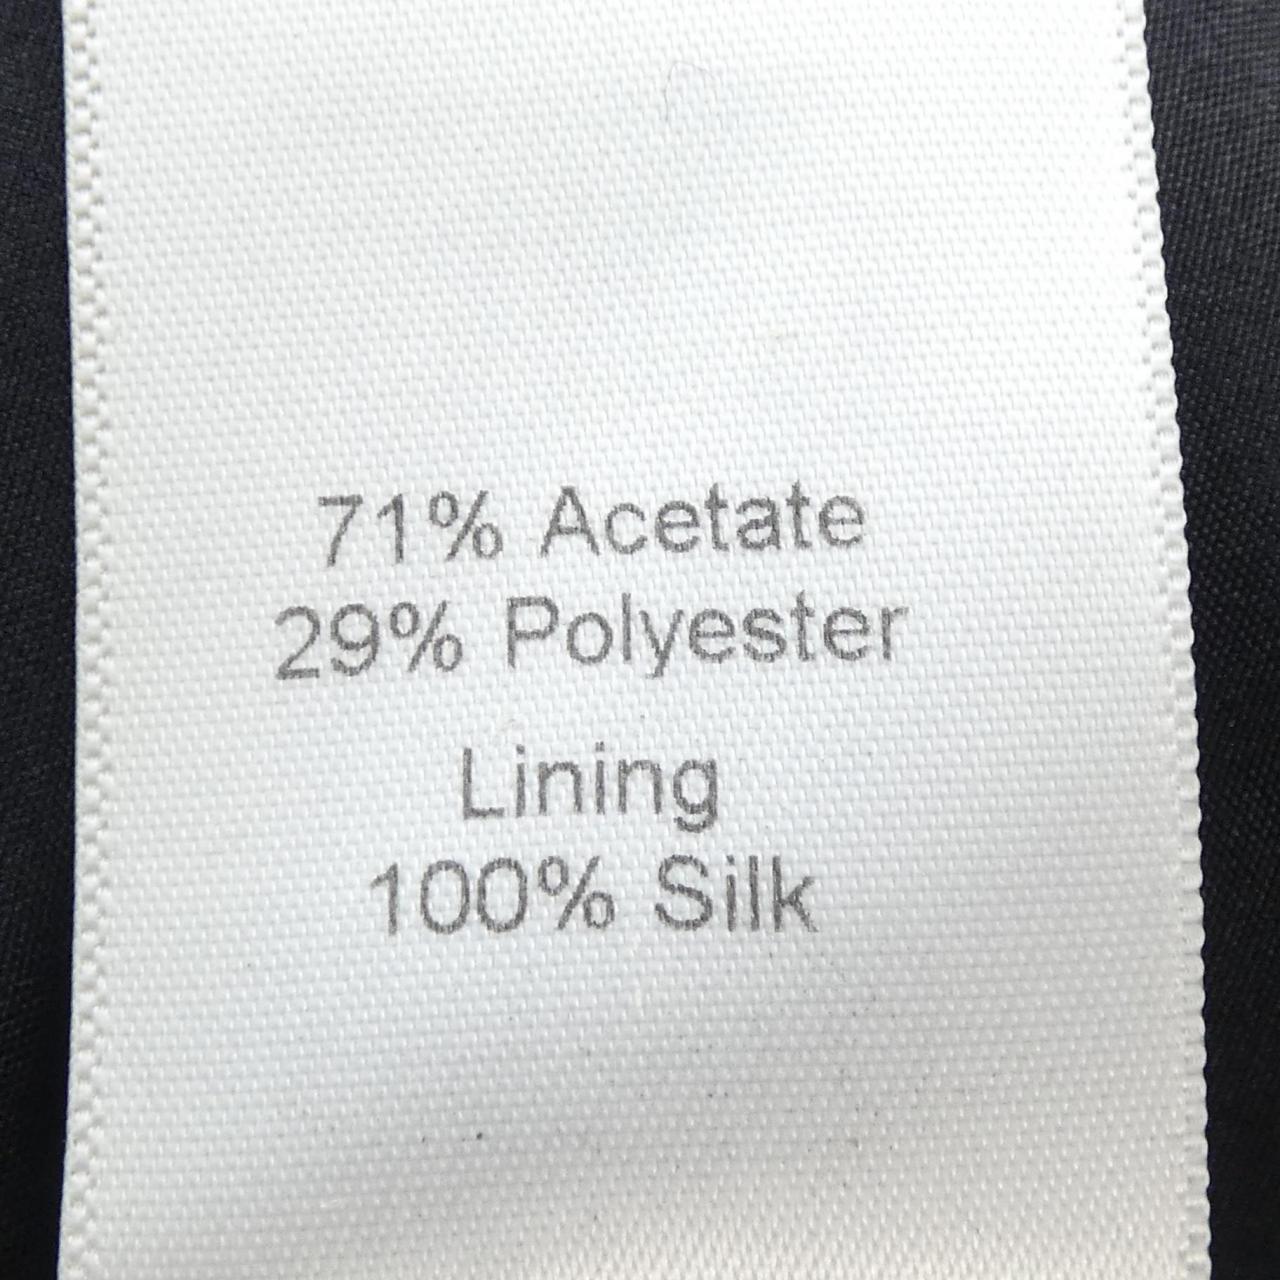 71% Acetate
29% Polyester
Lining
100% Silk